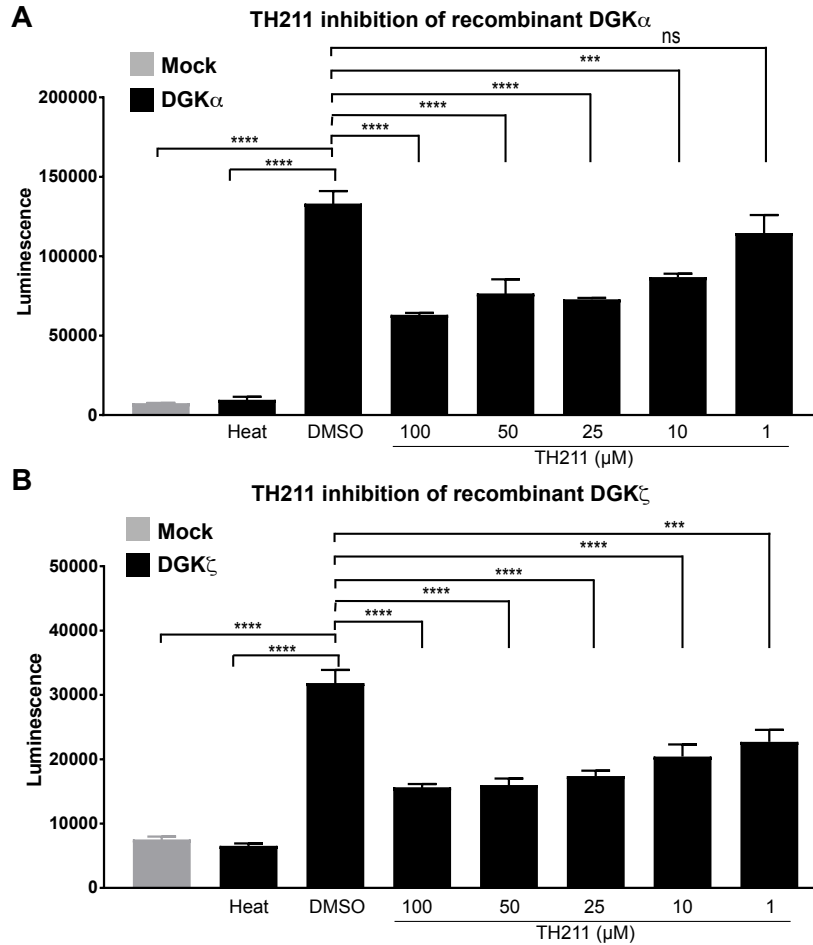 A
TH211 inhibition of recombinant DGKα
ns
Mock
***
DGKα
****
****
****
****
****
200000
150000
100000
50000
0
Luminescence
Heat DMSO 100 50 25 10 1
TH211 (µM)
B
TH211 inhibition of recombinant DGKζ
Mock
***
DGKζ
****
****
****
****
****
****
50000
40000
30000
20000
10000
0
Luminescence
Heat DMSO 100 50 25 10 1
TH211 (µM)